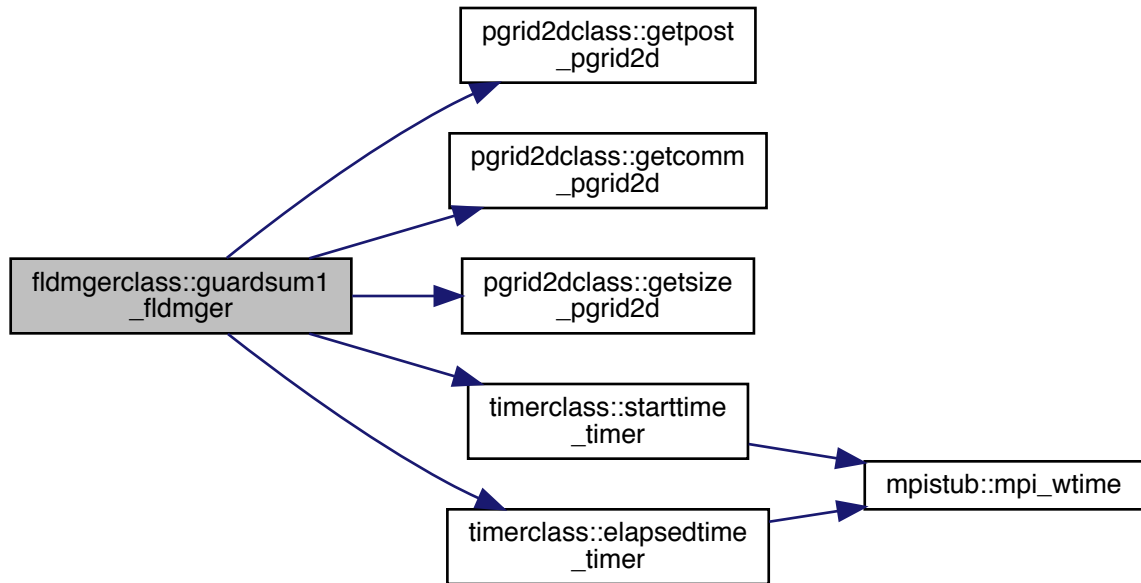 pgrid2dclass::getpost
_pgrid2d
pgrid2dclass::getcomm
_pgrid2d
fldmgerclass::guardsum1
_fldmger
pgrid2dclass::getsize
_pgrid2d
timerclass::starttime
_timer
mpistub::mpi_wtime
timerclass::elapsedtime
_timer